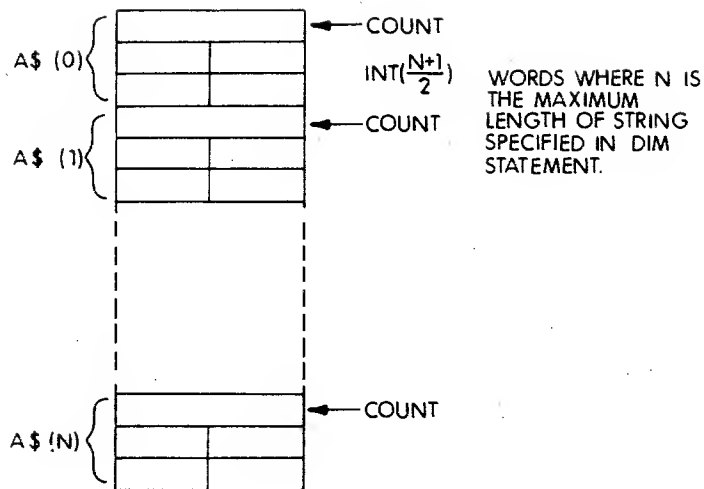 A$ (0)
COUNT
INT(N+1/2)
WORDS WHERE N IS
THE MAXIMUM
LENGTH OF STRING
SPECIFIED IN DIM
STATEMENT.
A$ (1)
COUNT
A$ (N)
COUNT